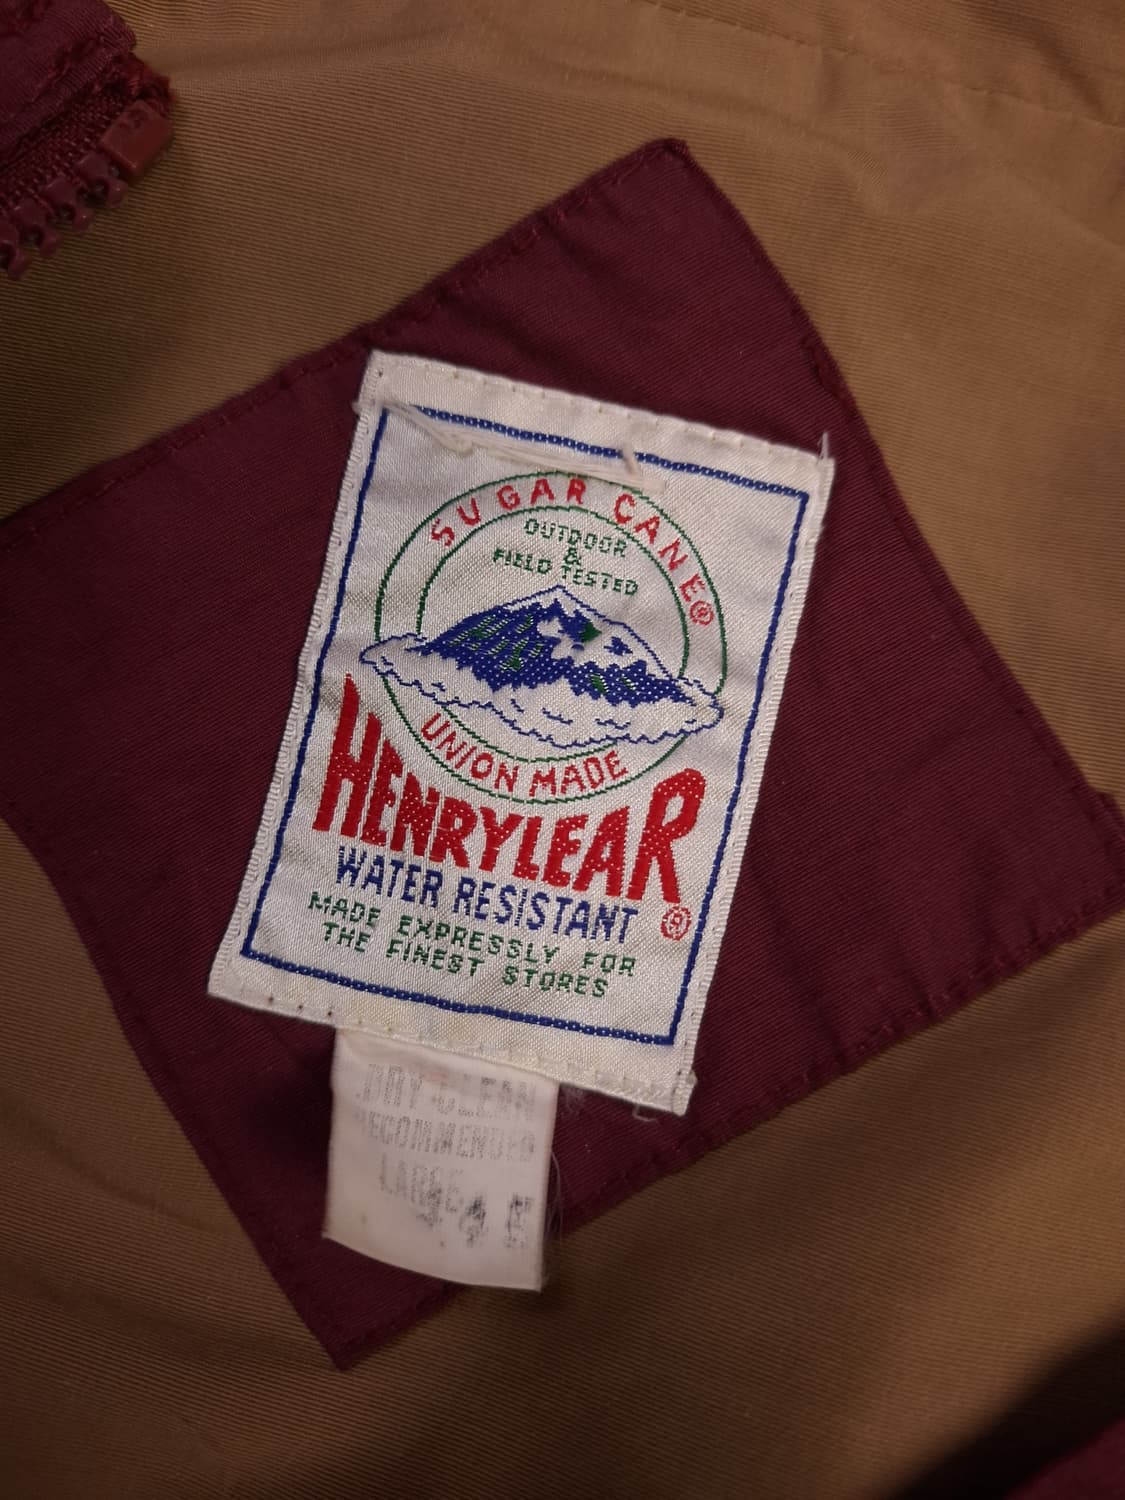 SUGAR CANE®
OUTDOOR
&
FIELD TESTED
UNION MADE
HENRYLEAR®
WATER RESISTANT
MADE EXPRESSLY FOR
THE FINEST STORES
DRY CLEAN
RECOMMENDED
LARGE